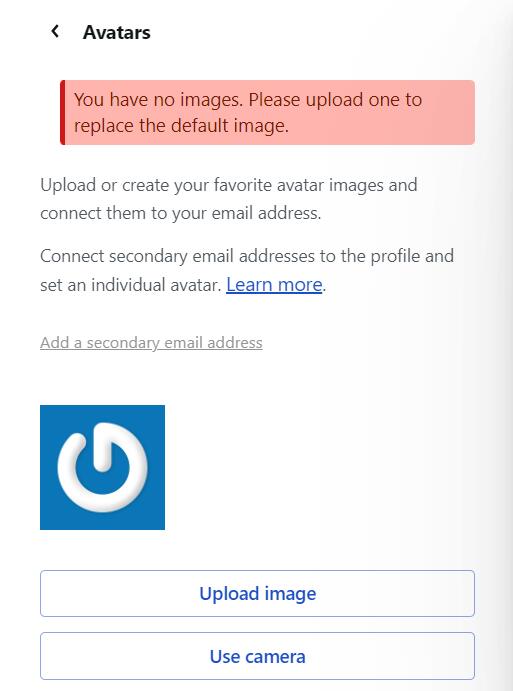 Avatars
You have no images. Please upload one to
replace the default image.
Upload or create your favorite avatar images and
connect them to your email address.
Connect secondary email addresses to the profile and
set an individual avatar. Learn more.
Add a secondary email address
Upload image
Use camera